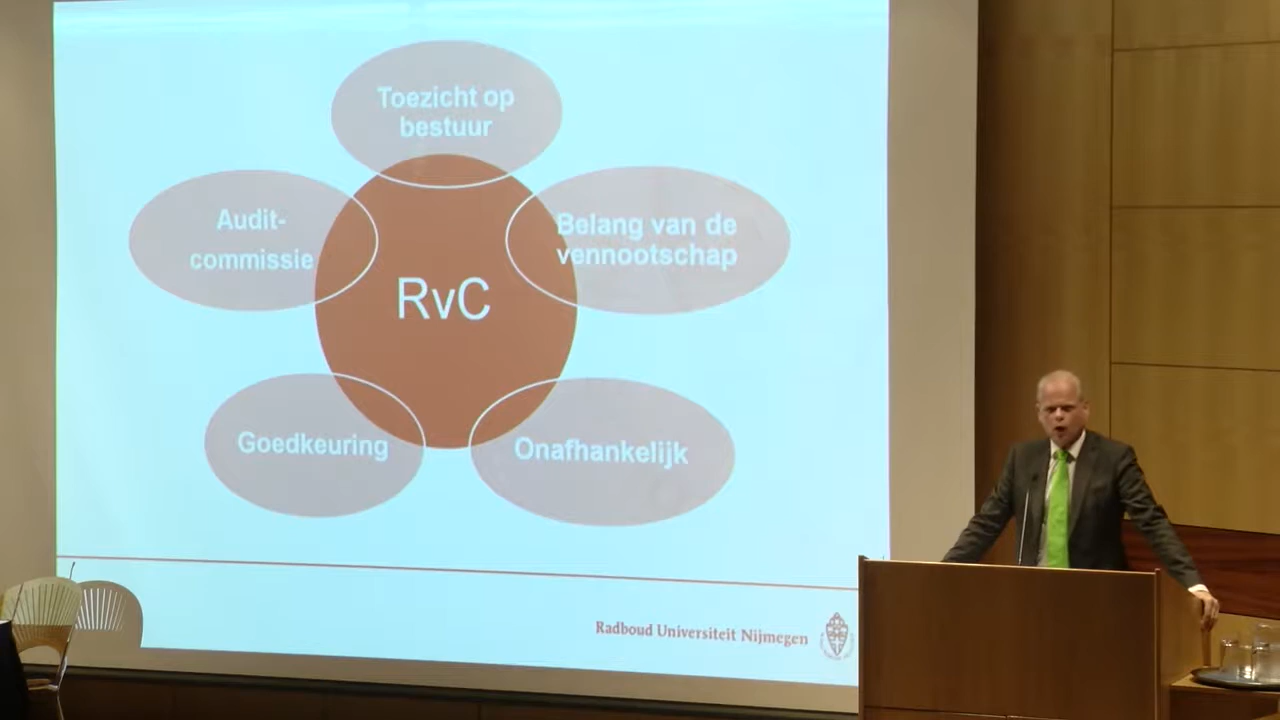 Toezicht op
bestuur
Audit-
commissie
Belang van de
vennootschap
RvC
Goedkeuring
Onafhankelijk
Radboud Universiteit Nijmegen